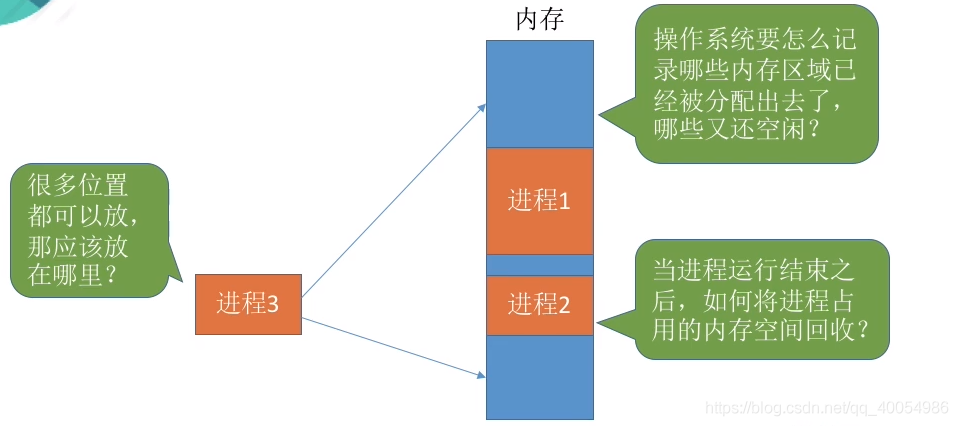 内存
操作系统要怎么记
录哪些内存区域已
经被分配出去了，
哪些又还空闲？
很多位置
都可以放，
那应该放
在哪里？
进程1
进程3
进程2
当进程运行结束之
后，如何将进程占
用的内存空间回收？
https://blog.csdn.net/qq_40054986